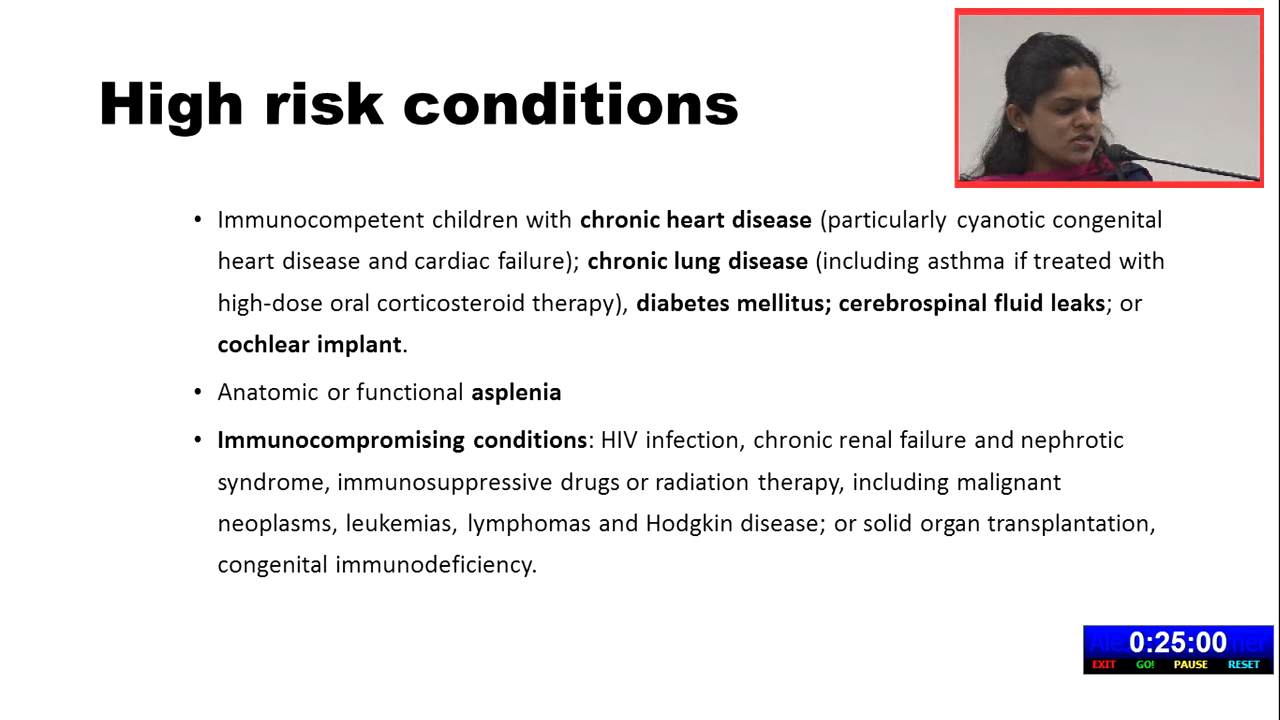 High risk conditions
• Immunocompetent children with chronic heart disease (particularly cyanotic congenital
heart disease and cardiac failure); chronic lung disease (including asthma if treated with
high-dose oral corticosteroid therapy), diabetes mellitus; cerebrospinal fluid leaks; or
cochlear implant.
• Anatomic or functional asplenia
• Immunocompromising conditions: HIV infection, chronic renal failure and nephrotic
syndrome, immunosuppressive drugs or radiation therapy, including malignant
neoplasms, leukemias, lymphomas and Hodgkin disease; or solid organ transplantation,
congenital immunodeficiency.
0:25:00
EXIT GO! PAUSE RESET